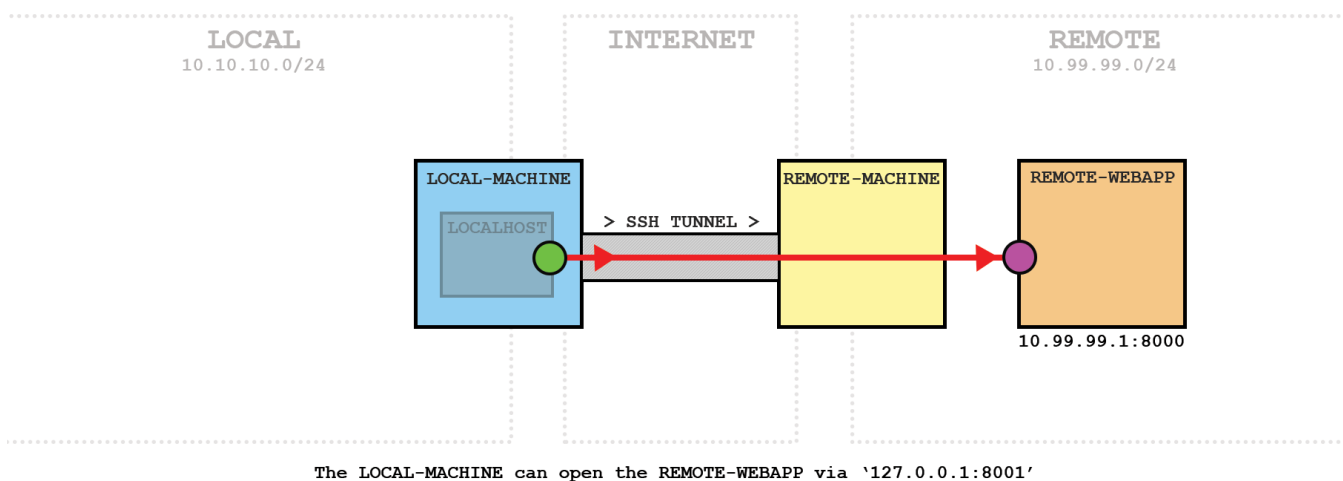 LOCAL
10.10.10.0/24
INTERNET
REMOTE
10.99.99.0/24
LOCAL-MACHINE
LOCALHOST
> SSH TUNNEL >
REMOTE-MACHINE
REMOTE-WEBAPP
10.99.99.1:8000
The LOCAL-MACHINE can open the REMOTE-WEBAPP via ‘127.0.0.1:8001’